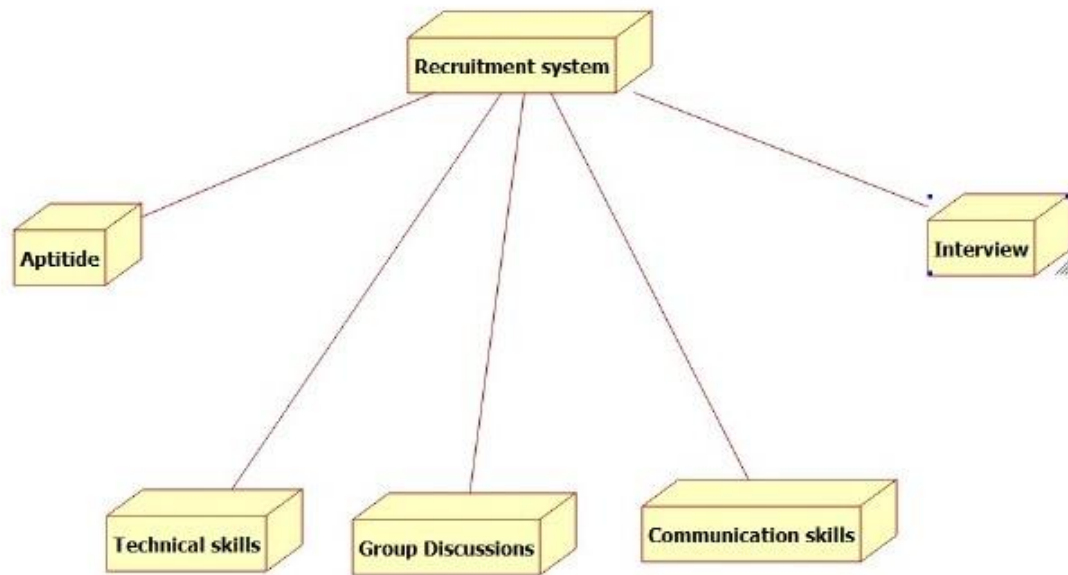 Recruitment system
Aptitide
Interview
Technical skills
Group Discussions
Communication skills